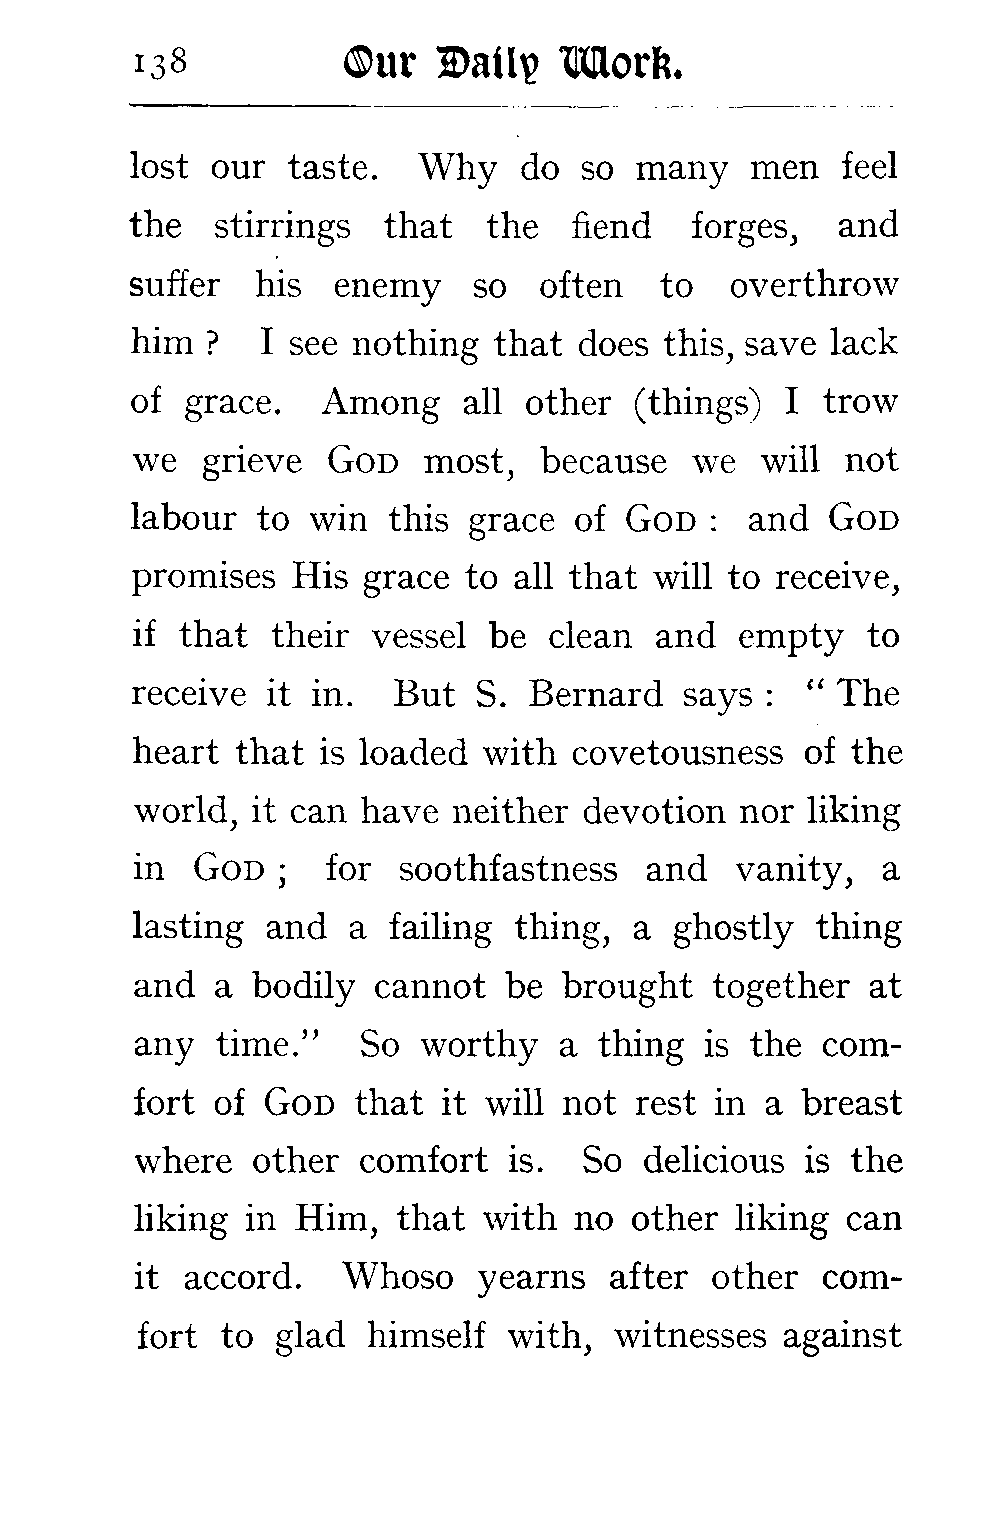 138 Our Daily Work.
lost our taste. Why do so many men feel
the stirrings that the fiend forges, and
suffer his enemy so often to overthrow
him ? I see nothing that does this, save lack
of grace. Among all other (things) I trow
we grieve GOD most, because we will not
labour to win this grace of GOD : and GOD
promises His grace to all that will to receive,
if that their vessel be clean and empty to
receive it in. But S. Bernard says : “ The
heart that is loaded with covetousness of the
world, it can have neither devotion nor liking
in GOD ; for soothfastness and vanity, a
lasting and a failing thing, a ghostly thing
and a bodily cannot be brought together at
any time.” So worthy a thing is the com-
fort of GOD that it will not rest in a breast
where other comfort is. So delicious is the
liking in Him, that with no other liking can
it accord. Whoso yearns after other com-
fort to glad himself with, witnesses against